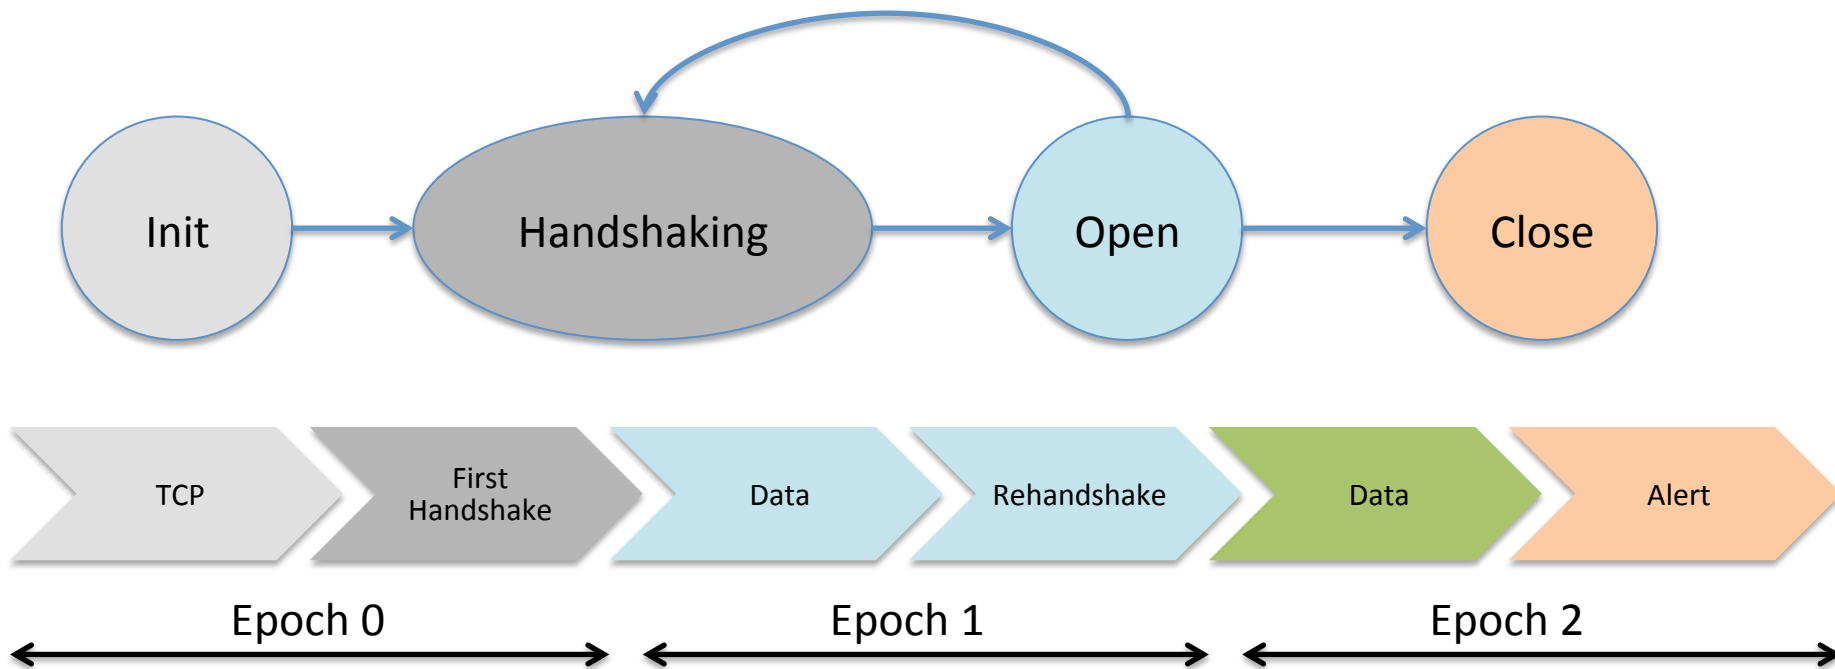 Init
Handshaking
Open
Close
TCP
First
Handshake
Data
Rehandshake
Data
Alert
Epoch 0
Epoch 1
Epoch 2